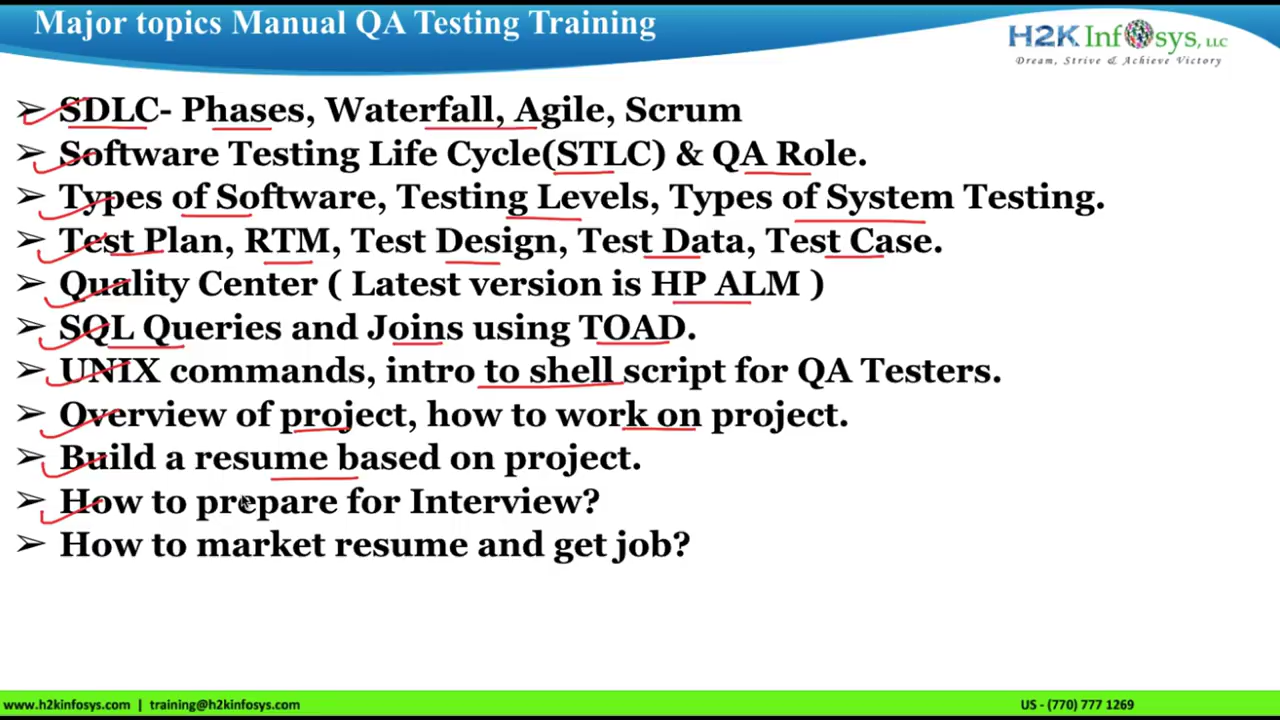 Major topics Manual QA Testing Training
H2K Infosys, LLC
Dream, Strive & Achieve Victory
➢ SDLC- Phases, Waterfall, Agile, Scrum
➢ Software Testing Life Cycle(STLC) & QA Role.
➢ Types of Software, Testing Levels, Types of System Testing.
➢ Test Plan, RTM, Test Design, Test Data, Test Case.
➢ Quality Center ( Latest version is HP ALM )
➢ SQL Queries and Joins using TOAD.
➢ UNIX commands, intro to shell script for QA Testers.
➢ Overview of project, how to work on project.
➢ Build a resume based on project.
➢ How to prepare for Interview?
➢ How to market resume and get job?
www.h2kinfosys.com | training@h2kinfosys.com
US - (770) 777 1269